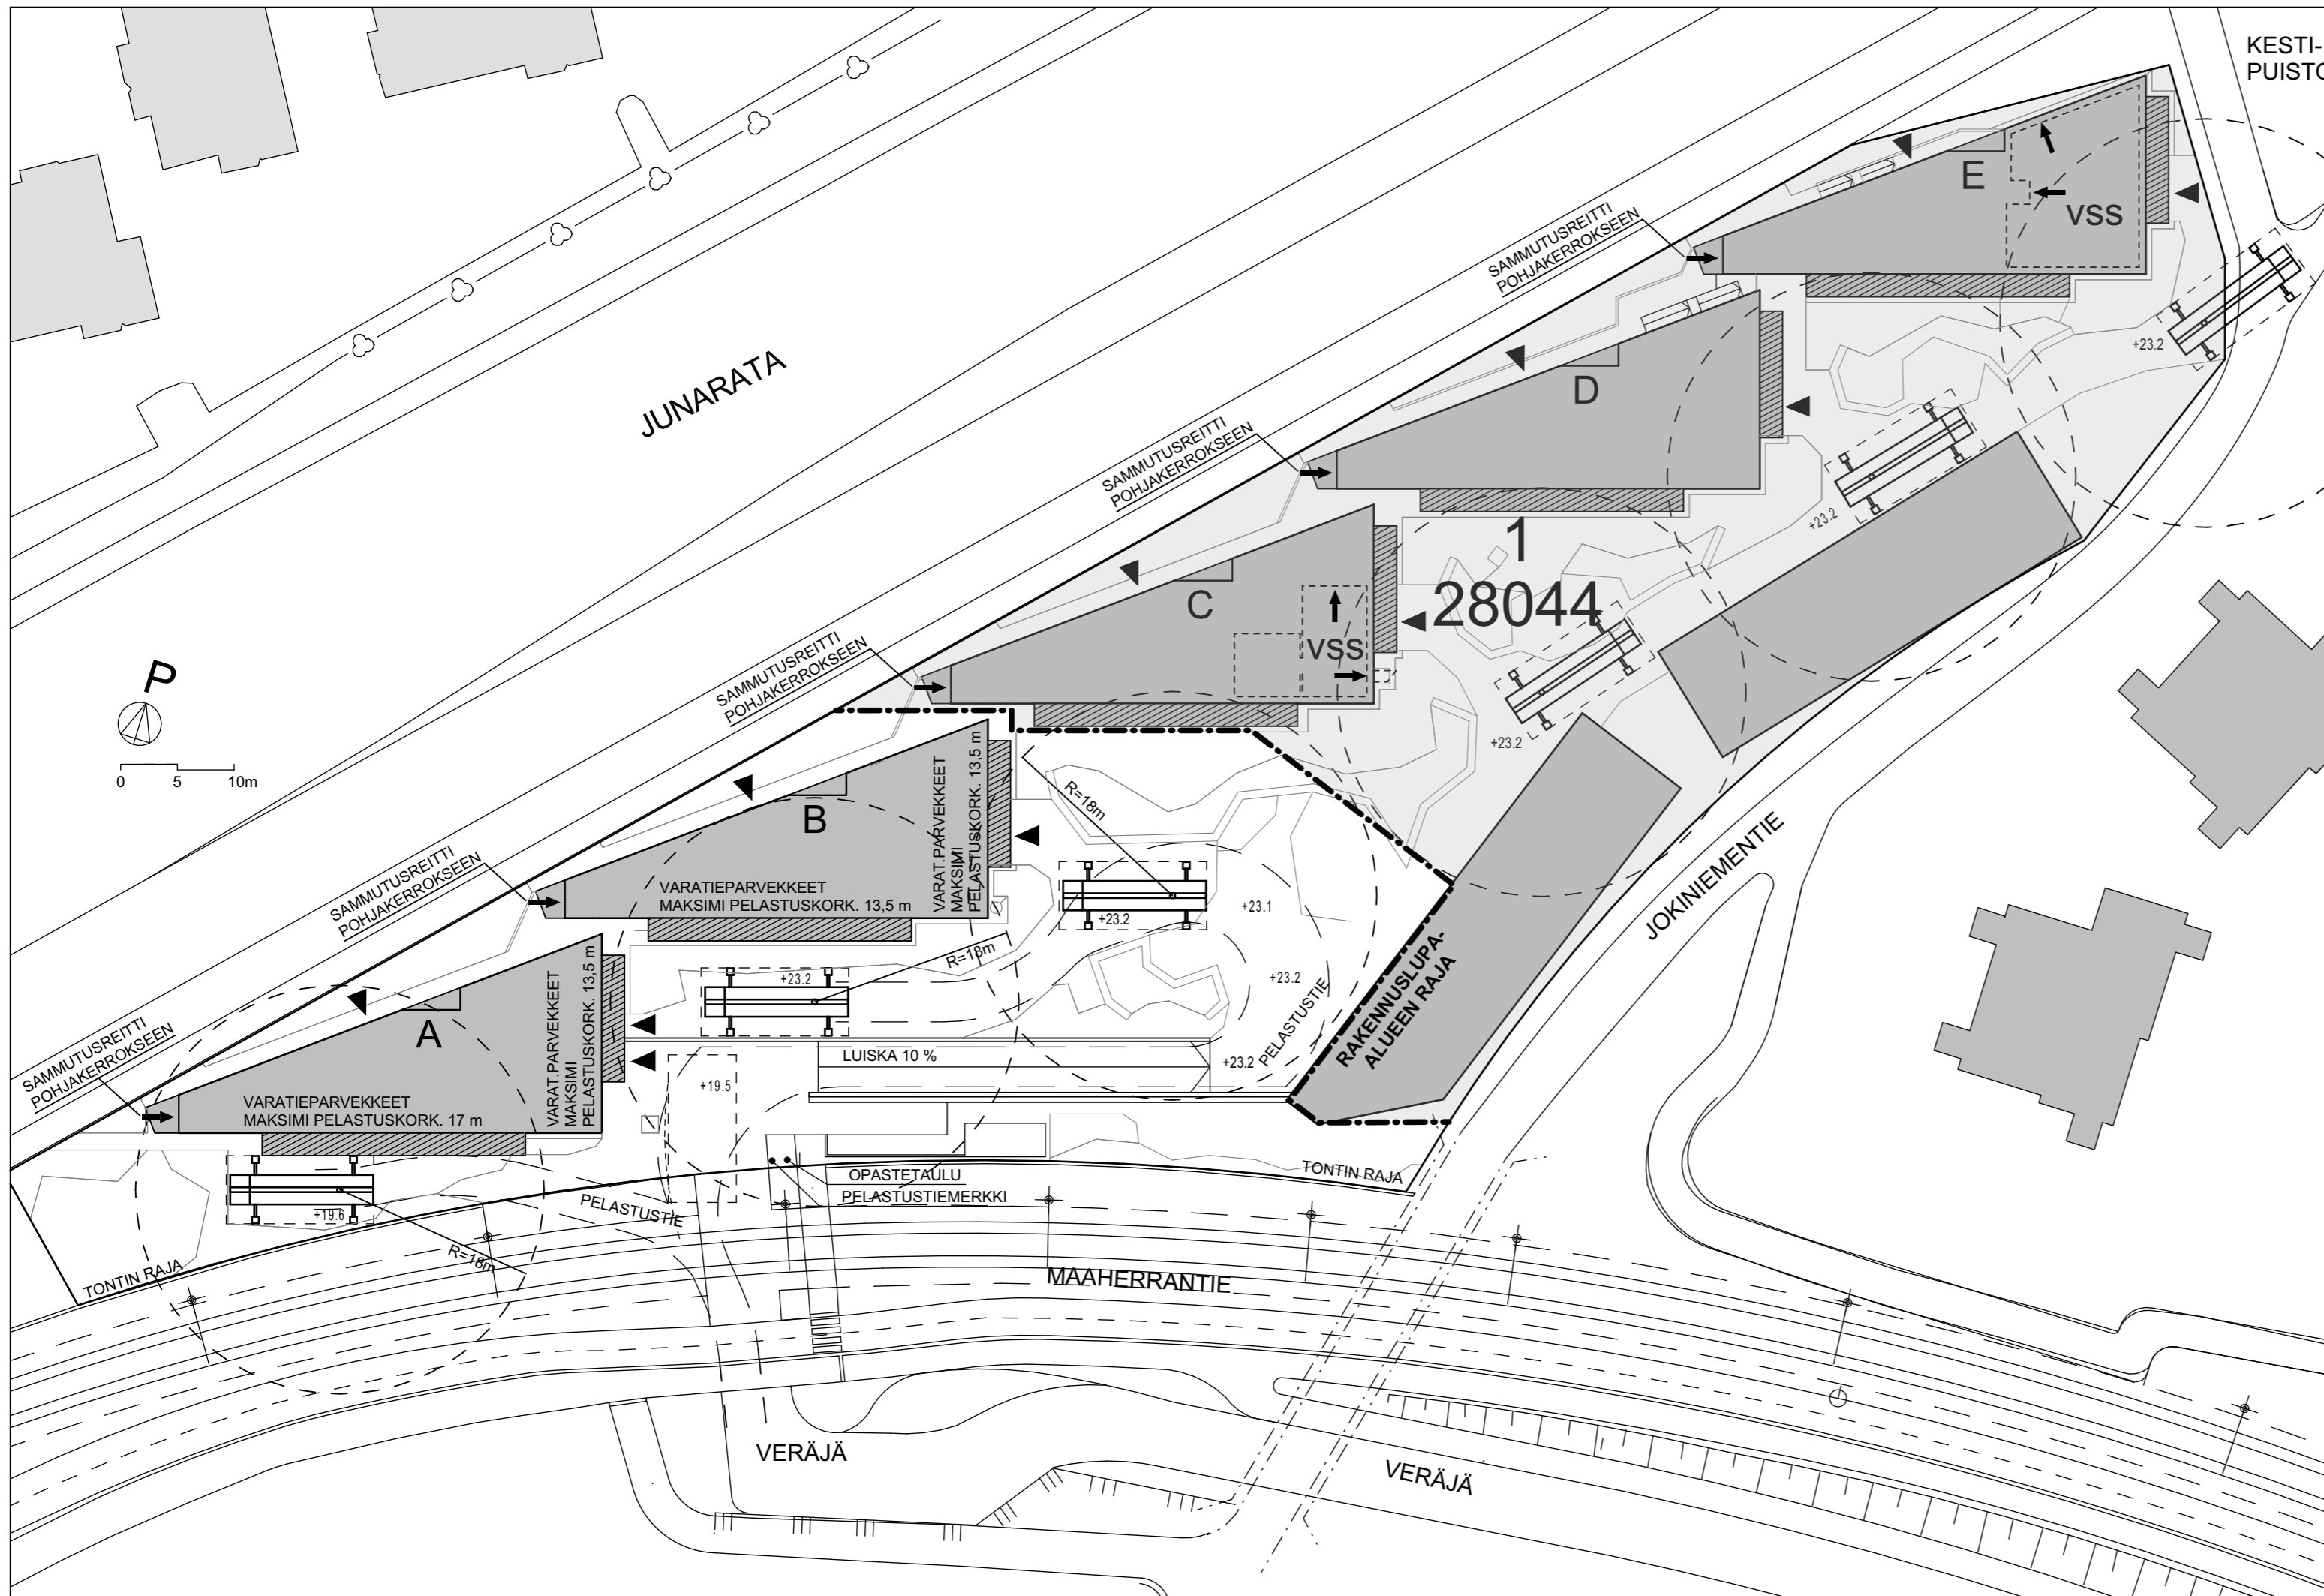 KESTI-
PUISTO
E
VSS
SAMMUTUSREITTI
POHJAKERROKSEEN
+23.2
JUNARATA
D
SAMMUTUSREITTI
POHJAKERROKSEEN
+23.2
1
28044
C
VSS
SAMMUTUSREITTI
POHJAKERROKSEEN
+23.2
P
0 5 10m
B
VARAT.PARVEKKEET
MAKSIMI
PELASTUSKORK. 13,5 m
VARATIEPARVEKKEET
MAKSIMI PELASTUSKORK. 13,5 m
SAMMUTUSREITTI
POHJAKERROKSEEN
R=18m
+23.2
+23.1
JOKINIEMENTIE
R=18m
+23.2
+23.2
PELASTUSTIE
RAKENNUSLUPA-
ALUEEN RAJA
A
VARAT.PARVEKKEET
MAKSIMI
PELASTUSKORK. 13,5 m
VARATIEPARVEKKEET
MAKSIMI PELASTUSKORK. 17 m
SAMMUTUSREITTI
POHJAKERROKSEEN
LUISKA 10 %
+23.2
+19.5
OPASTETAULU
PELASTUSTIEMERKKI
TONTIN RAJA
PELASTUSTIE
+19.6
R=18m
TONTIN RAJA
MAAHERRANTIE
VERÄJÄ
VERÄJÄ